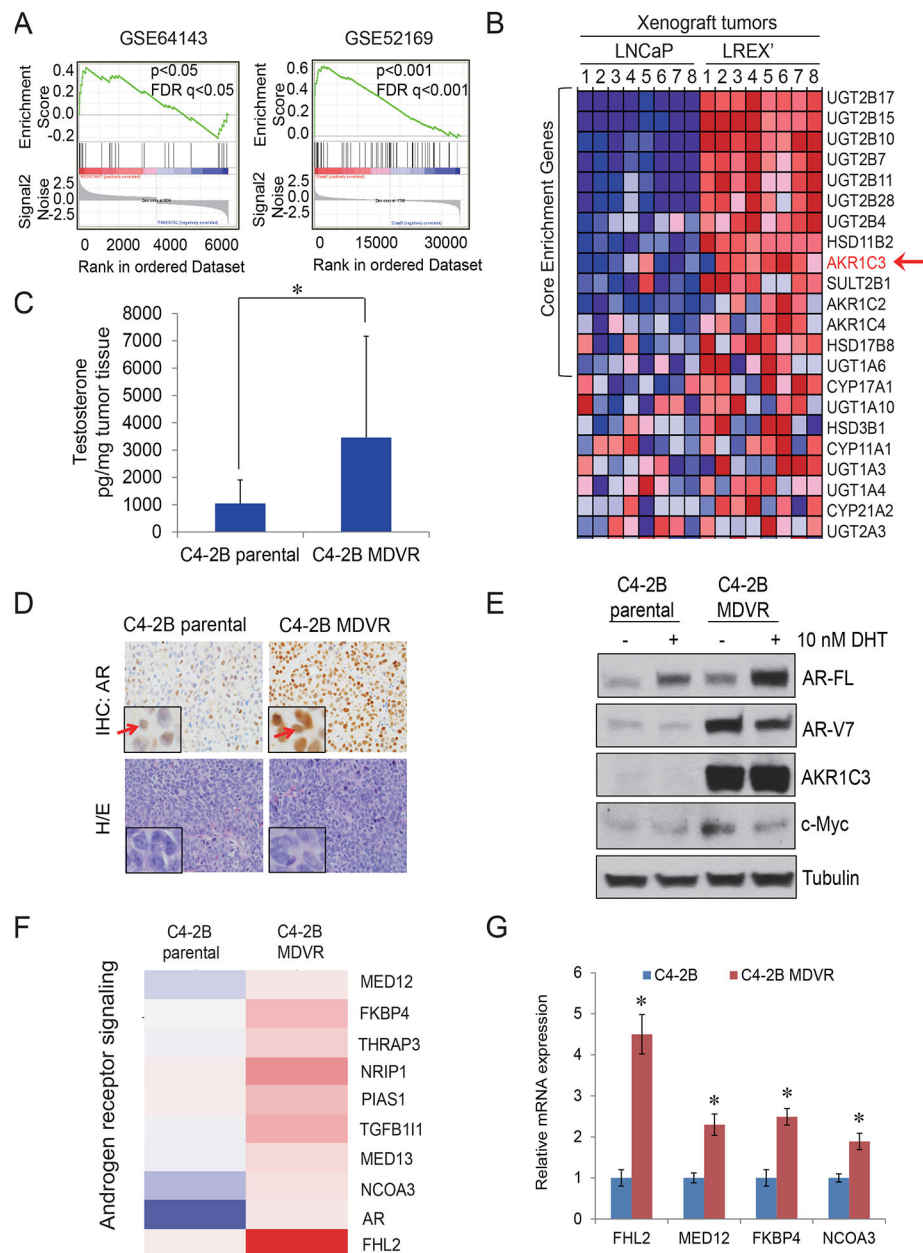 A
GSE64143
GSE52169
Enrichment
Score
0.4
0.2
0.0
-0.2
p<0.05
FDR q<0.05
Enrichment
Score
0.6
0.4
0.2
0.0
p<0.001
FDR q<0.001
Signal2
Noise
2.5
0.0
-2.5
Signal2
Noise
2.5
0.0
-2.5
0 2000 4000 6000
Rank in ordered Dataset
0 15000 30000
Rank in ordered Dataset
B
Xenograft tumors
LNCaP LREX’
1 2 3 4 5 6 7 8 1 2 3 4 5 6 7 8
Core Enrichment Genes
UGT2B17
UGT2B15
UGT2B10
UGT2B7
UGT2B11
UGT2B28
UGT2B4
HSD11B2
AKR1C3
SULT2B1
AKR1C2
AKR1C4
HSD17B8
UGT1A6
CYP17A1
UGT1A10
HSD3B1
CYP11A1
UGT1A3
UGT1A4
CYP21A2
UGT2A3
C
Testosterone
pg/mg tumor tissue
8000
7000
6000
5000
4000
3000
2000
1000
0
*
C4-2B parental C4-2B MDVR
D
C4-2B parental C4-2B MDVR
IHC: AR
H/E
E
C4-2B
parental
C4-2B
MDVR
- + - + 10 nM DHT
AR-FL
AR-V7
AKR1C3
c-Myc
Tubulin
F
C4-2B
parental
C4-2B
MDVR
Androgen receptor signaling
MED12
FKBP4
THRAP3
NRIP1
PIAS1
TGFB1I1
MED13
NCOA3
AR
FHL2
G
C4-2B C4-2B MDVR
Relative mRNA expression
6
5
4
3
2
1
0
* * * *
FHL2 MED12 FKBP4 NCOA3